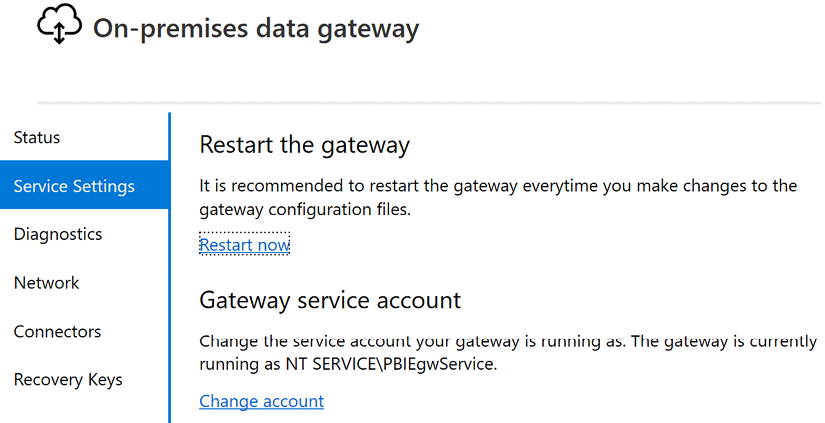 On-premises data gateway
Status
Service Settings
Diagnostics
Network
Connectors
Recovery Keys
Restart the gateway
It is recommended to restart the gateway everytime you make changes to the
gateway configuration files.
Restart now
Gateway service account
Change the service account your gateway is running as. The gateway is currently
running as NT SERVICE\PBIEgwService.
Change account